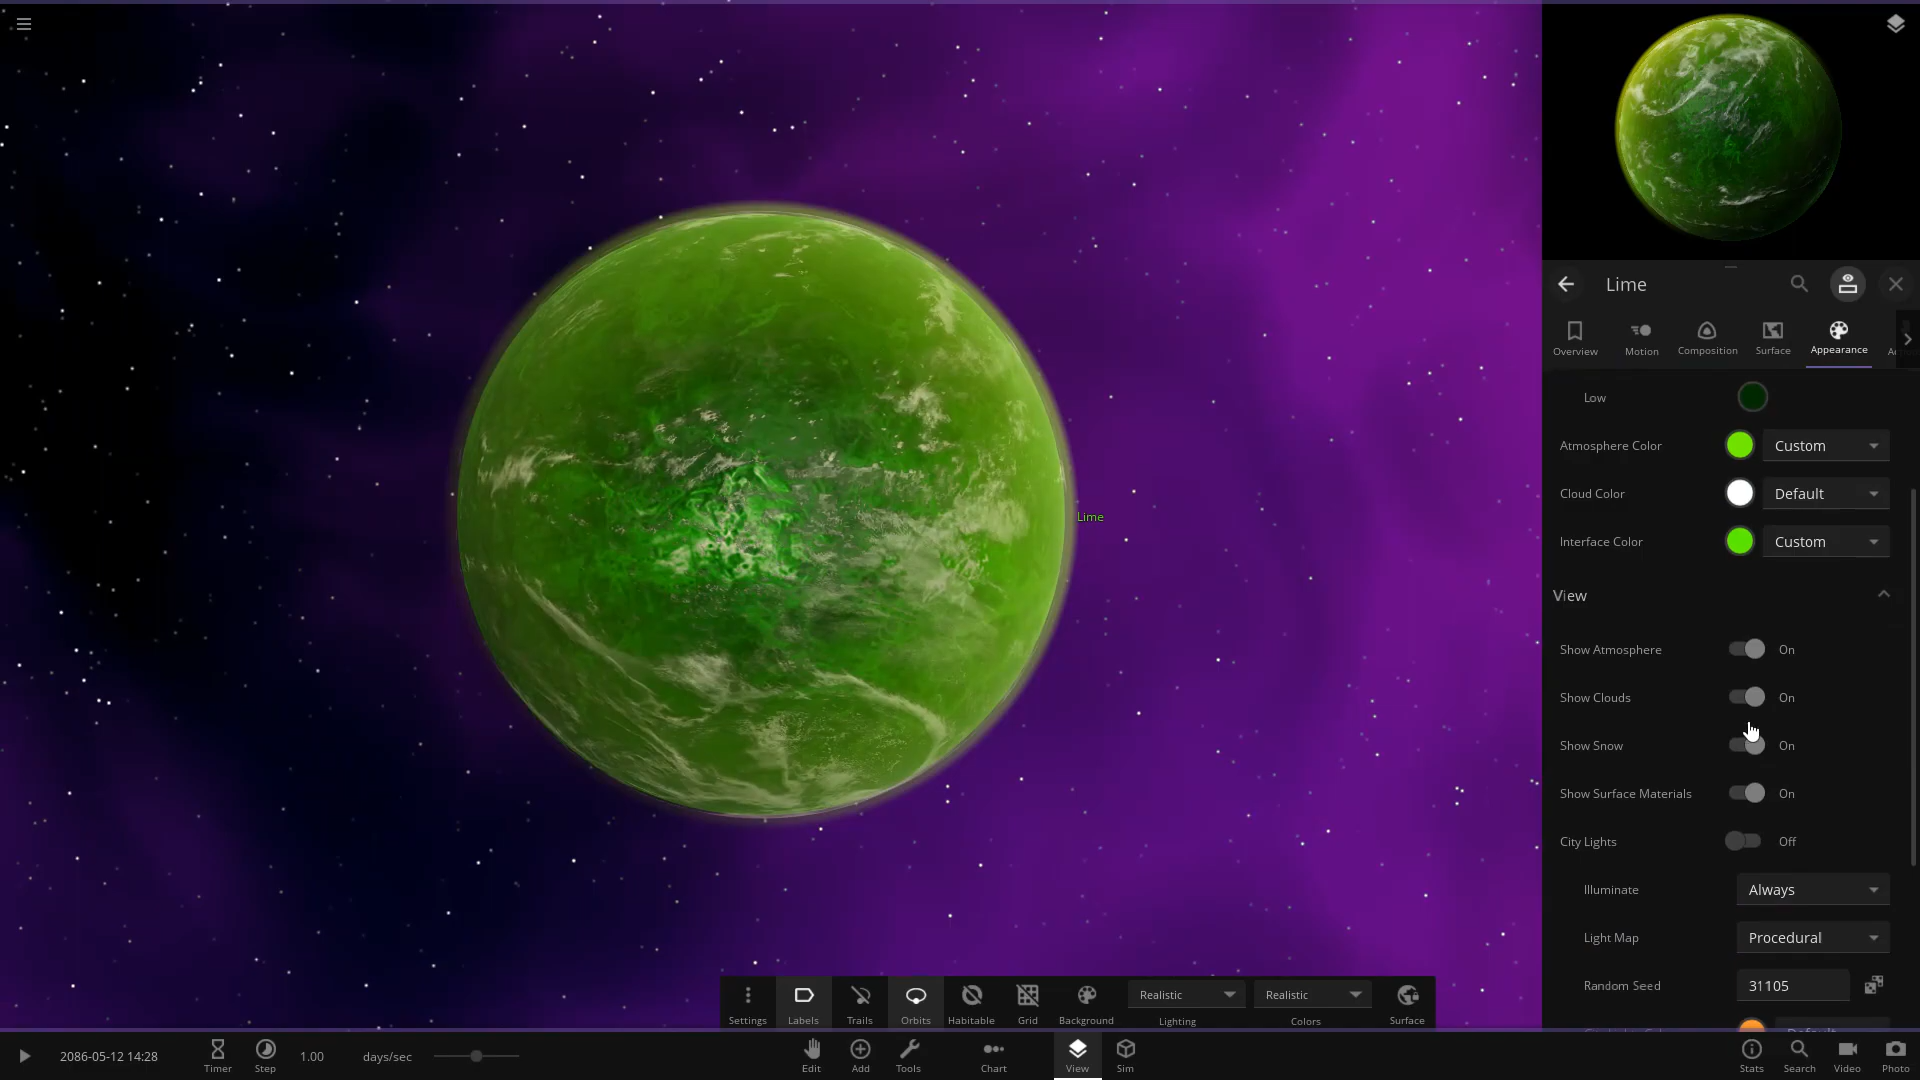 Lime
Overview
Motion
Composition
Surface
Appearance
Low
Atmosphere Color
Custom
Cloud Color
Default
Interface Color
Custom
Lime
View
Show Atmosphere
On
Show Clouds
On
Show Snow
On
Show Surface Materials
On
City Lights
Off
Illuminate
Always
Light Map
Procedural
Random Seed
31105
Settings
Labels
Trails
Orbits
Habitable
Grid
Background
Realistic
Lighting
Realistic
Colors
Surface
2086-05-12 14:28
Timer
Step
1.00
days/sec
Edit
Add
Tools
Chart
View
Sim
Stats
Search
Video
Photo